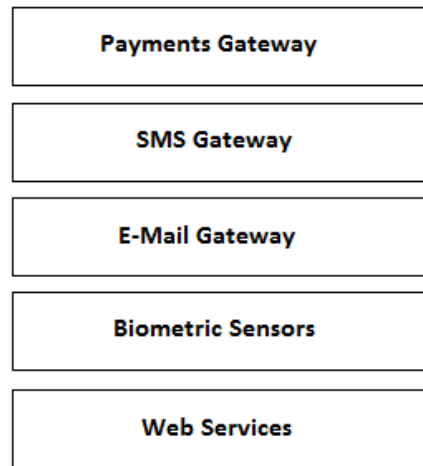 Payments Gateway
SMS Gateway
E-Mail Gateway
Biometric Sensors
Web Services